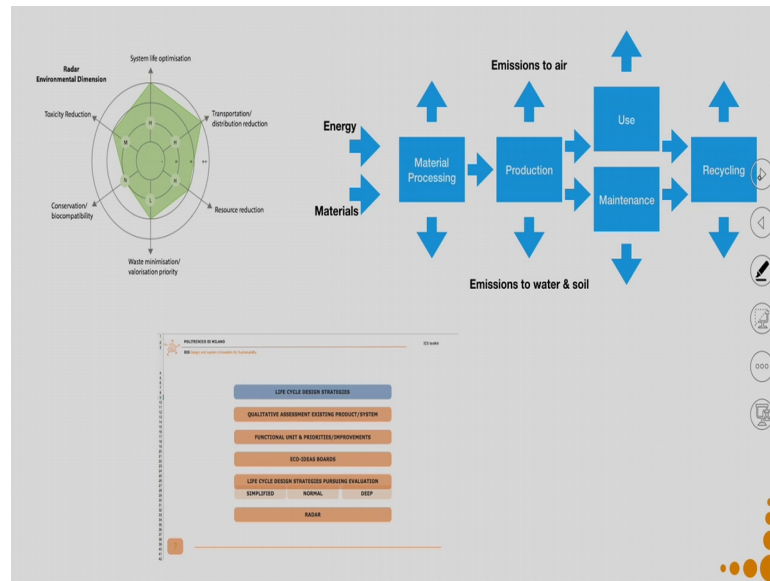 Radar
Environmental Dimension
System life optimisation
Toxicity Reduction
Transportation/
distribution reduction
Conservation/
biocompatibility
Resource reduction
Waste minimisation/
valorisation priority
H
H
H
L
N
M
Emissions to air
Energy
Materials
Material
Processing
Production
Use
Maintenance
Recycling
Emissions to water & soil
POLITECNICO DI MILANO
ICS toolkit
LIFE CYCLE DESIGN STRATEGIES
QUALITATIVE ASSESSMENT EXISTING PRODUCT/SYSTEM
FUNCTIONAL UNIT & PRIORITIES/IMPROVEMENTS
ECO-IDEAS BOARDS
LIFE CYCLE DESIGN STRATEGIES PURSUING EVALUATION
SIMPLIFIED NORMAL DEEP
RADAR